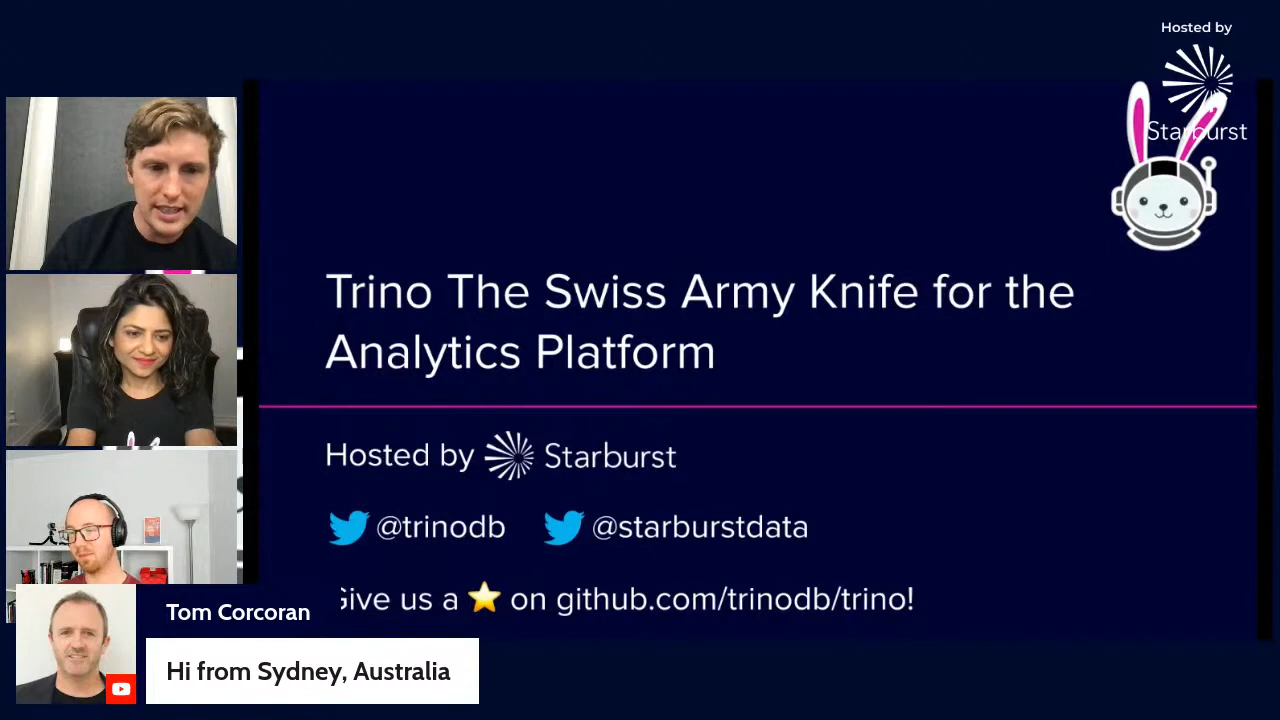 Hosted by
Starburst
Trino The Swiss Army Knife for the
Analytics Platform
Hosted by Starburst
@trinodb @starburstdata
Give us a ⭐ on github.com/trinodb/trino!
Tom Corcoran
Hi from Sydney, Australia